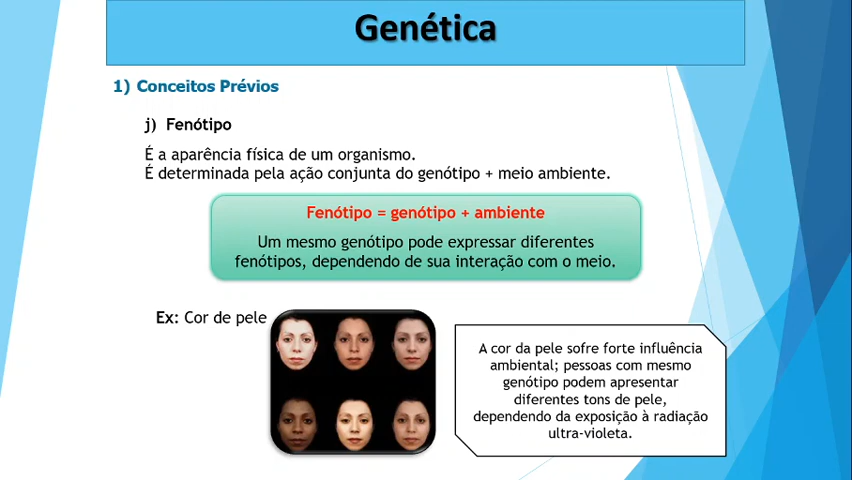 Genética
1) Conceitos Prévios
j) Fenótipo
É a aparência física de um organismo.
É determinada pela ação conjunta do genótipo + meio ambiente.
Fenótipo = genótipo + ambiente
Um mesmo genótipo pode expressar diferentes
fenótipos, dependendo de sua interação com o meio.
Ex: Cor de pele
A cor da pele sofre forte influência
ambiental; pessoas com mesmo
genótipo podem apresentar
diferentes tons de pele,
dependendo da exposição à radiação
ultra-violeta.